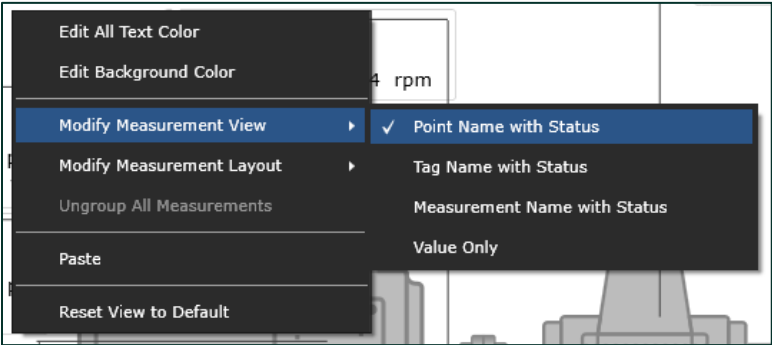 Edit All Text Color
Edit Background Color
4 rpm
Modify Measurement View
✓ Point Name with Status
Modify Measurement Layout
Tag Name with Status
Ungroup All Measurements
Measurement Name with Status
Value Only
Paste
Reset View to Default